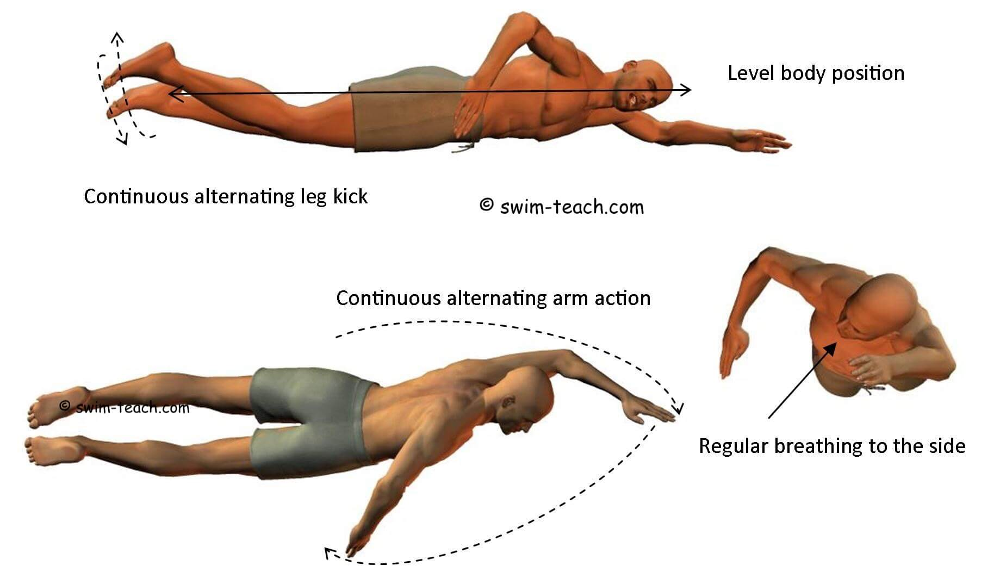 Level body position
Continuous alternating leg kick
© swim-teach.com
Continuous alternating arm action
© swim-teach.com
Regular breathing to the side